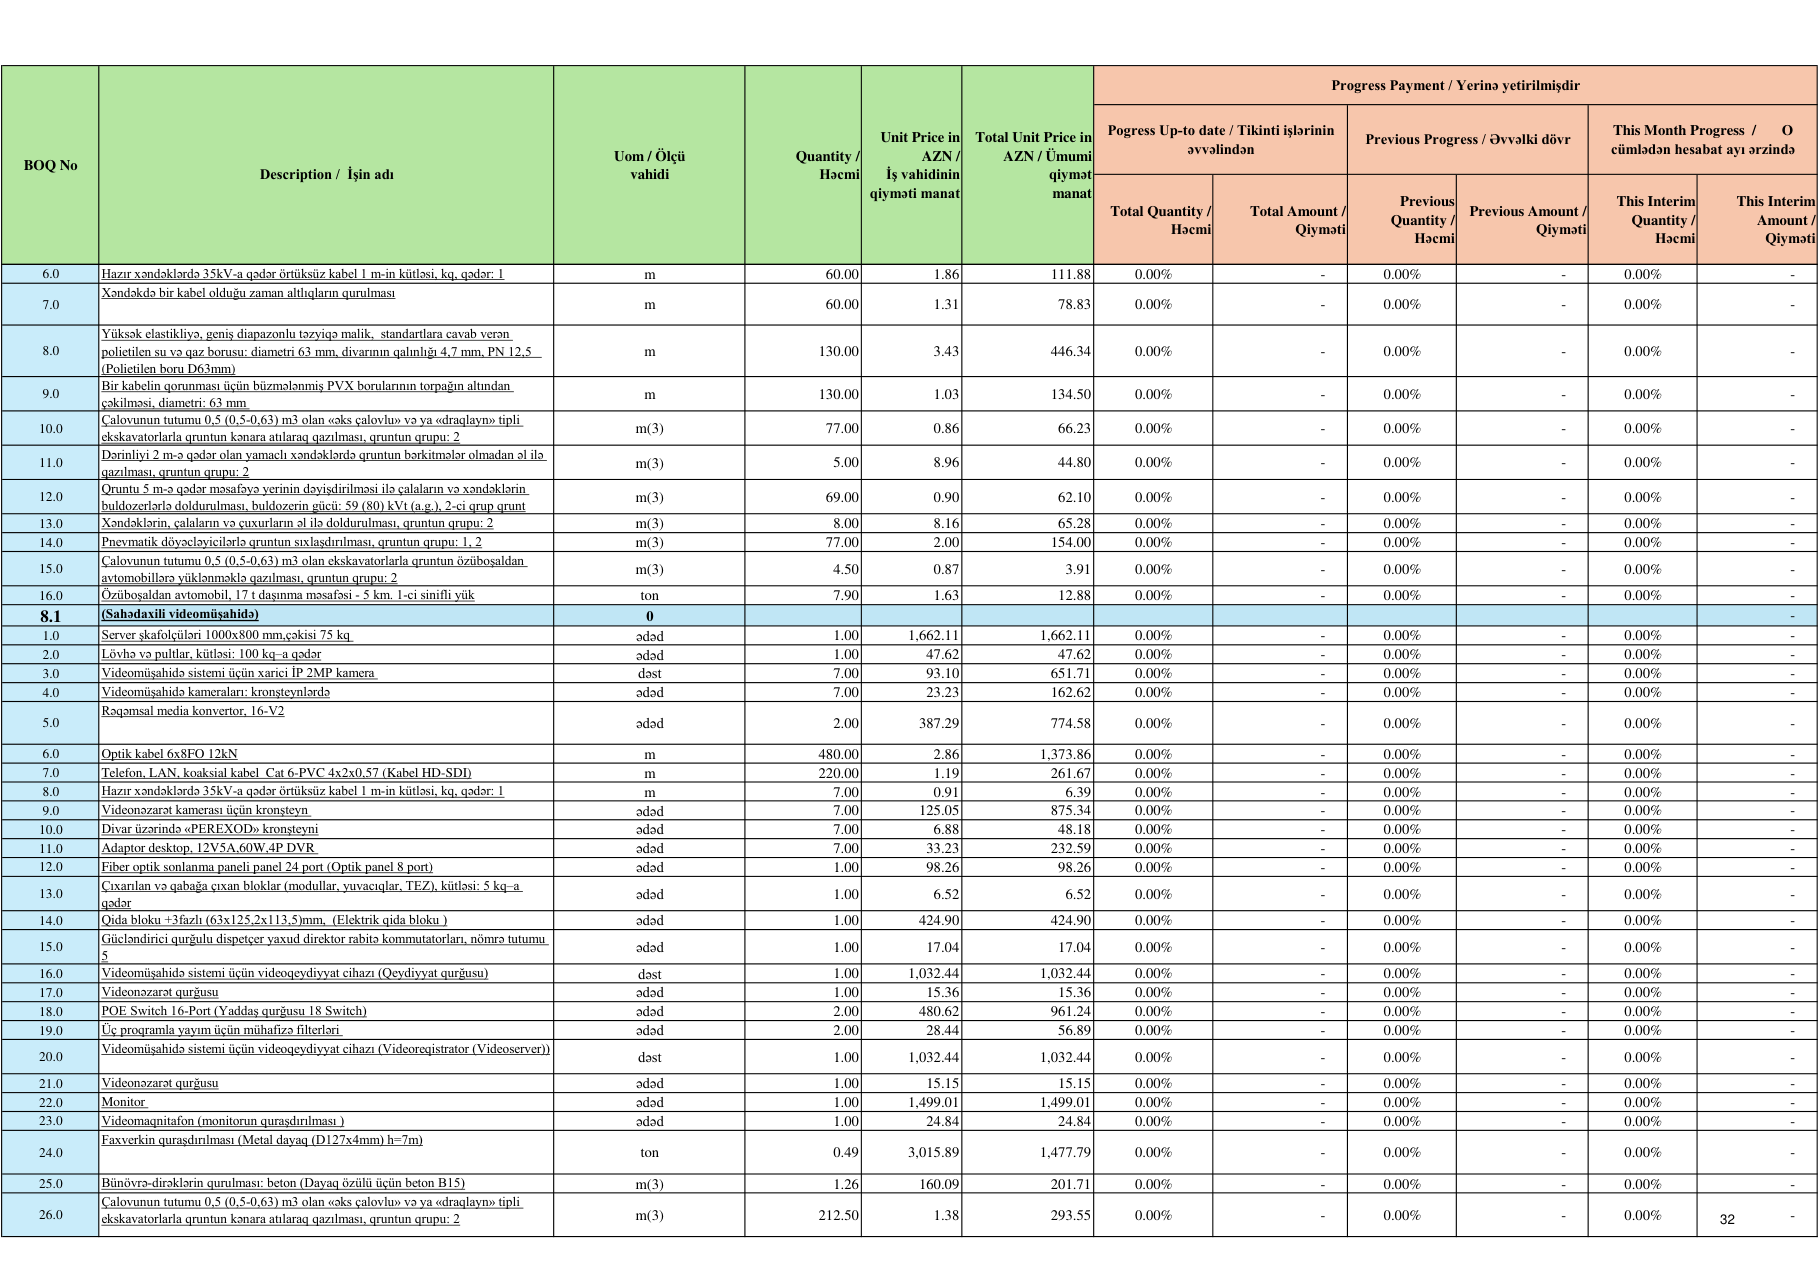 Progress Payment / Yerinə yetirilmişdir
BOQ No
Description / İşin adı
Uom / Ölçü
vahidi
Quantity /
Həcmi
Unit Price in
AZN /
İş vahidinin
qiyməti manat
Total Unit Price in
AZN / Ümumi
qiymət
manat
Pogress Up-to date / Tikinti işlərinin
əvvəlindən
Previous Progress / Əvvəlki dövr
This Month Progress / O
cümlədən hesabat ayı ərzində
Total Quantity /
Həcmi
Total Amount /
Qiyməti
Previous
Quantity /
Həcmi
Previous Amount /
Qiyməti
This Interim
Quantity /
Həcmi
This Interim
Amount /
Qiyməti
6.0 Hazır xəndəklərdə 35kV-a qədər örtüksüz kabel 1 m-in kütləsi, kq, qədər: 1 m 60.00 1.86 111.88 0.00% - 0.00% - 0.00% -
7.0 Xəndəkdə bir kabel olduğu zaman altlıqların qurulması m 60.00 1.31 78.83 0.00% - 0.00% - 0.00% -
Yüksək elastikliyə, geniş diapazonlu təzyiqə malik, standartlara cavab verən
8.0 polietilen su və qaz borusu: diametri 63 mm, divarının qalınlığı 4,7 mm, PN 12,5 m 130.00 3.43 446.34 0.00% - 0.00% - 0.00% -
(Polietilen boru D63mm)
9.0 Bir kabelin qorunması üçün büzmələnmiş PVX borularının torpağın altından m 130.00 1.03 134.50 0.00% - 0.00% - 0.00% -
çəkilməsi, diametri: 63 mm
10.0 Çalovunun tutumu 0,5 (0,5-0,63) m3 olan «əks çalovlu» və ya «draqlayn» tipli m(3) 77.00 0.86 66.23 0.00% - 0.00% - 0.00% -
ekskavatorlarla qruntun kənara atılaraq qazılması, qruntun qrupu: 2
11.0 Dərinliyi 2 m-ə qədər olan yamaclı xəndəklərdə qruntun bərkitmələr olmadan əl ilə m(3) 5.00 8.96 44.80 0.00% - 0.00% - 0.00% -
qazılması, qruntun qrupu: 2
12.0 Qruntu 5 m-ə qədər məsafəyə yerinin dəyişdirilməsi ilə çalaların və xəndəklərin m(3) 69.00 0.90 62.10 0.00% - 0.00% - 0.00% -
buldozerlərlə doldurulması, buldozerin gücü: 59 (80) kVt (a.g.), 2-ci qrup qrunt
13.0 Xəndəklərin, çalaların və çuxurların əl ilə doldurulması, qruntun qrupu: 2 m(3) 8.00 8.16 65.28 0.00% - 0.00% - 0.00% -
14.0 Pnevmatik döyəcləyicilərlə qruntun sıxlaşdırılması, qruntun qrupu: 1, 2 m(3) 77.00 2.00 154.00 0.00% - 0.00% - 0.00% -
15.0 Çalovunun tutumu 0,5 (0,5-0,63) m3 olan ekskavatorlarla qruntun özüboşaldan m(3) 4.50 0.87 3.91 0.00% - 0.00% - 0.00% -
avtomobillərə yüklənməklə qazılması, qruntun qrupu: 2
16.0 Özüboşaldan avtomobil, 17 t daşınma məsafəsi - 5 km. 1-ci sinifli yük ton 7.90 1.63 12.88 0.00% - 0.00% - 0.00% -
8.1 (Sahədaxili videomüşahidə) 0 -
1.0 Server şkafolçüləri 1000x800 mm,çəkisi 75 kq ədəd 1.00 1,662.11 1,662.11 0.00% - 0.00% - 0.00% -
2.0 Lövhə və pultlar, kütləsi: 100 kq–a qədər ədəd 1.00 47.62 47.62 0.00% - 0.00% - 0.00% -
3.0 Videomüşahidə sistemi üçün xarici İP 2MP kamera dəst 7.00 93.10 651.71 0.00% - 0.00% - 0.00% -
4.0 Videomüşahidə kameraları: kronşteynlərdə ədəd 7.00 23.23 162.62 0.00% - 0.00% - 0.00% -
5.0 Rəqəmsal media konvertor, 16-V2 ədəd 2.00 387.29 774.58 0.00% - 0.00% - 0.00% -
6.0 Optik kabel 6x8FO 12kN m 480.00 2.86 1,373.86 0.00% - 0.00% - 0.00% -
7.0 Telefon, LAN, koaksial kabel Cat 6-PVC 4x2x0,57 (Kabel HD-SDI) m 220.00 1.19 261.67 0.00% - 0.00% - 0.00% -
8.0 Hazır xəndəklərdə 35kV-a qədər örtüksüz kabel 1 m-in kütləsi, kq, qədər: 1 m 7.00 0.91 6.39 0.00% - 0.00% - 0.00% -
9.0 Videonəzarət kamerası üçün kronşteyn ədəd 7.00 125.05 875.34 0.00% - 0.00% - 0.00% -
10.0 Divar üzərində «PEREXOD» kronşteyni ədəd 7.00 6.88 48.18 0.00% - 0.00% - 0.00% -
11.0 Adaptor desktop, 12V5A,60W,4P DVR ədəd 7.00 33.23 232.59 0.00% - 0.00% - 0.00% -
12.0 Fiber optik sonlanma paneli panel 24 port (Optik panel 8 port) ədəd 1.00 98.26 98.26 0.00% - 0.00% - 0.00% -
13.0 Çıxarılan və qabağa çıxan bloklar (modullar, yuvacıqlar, TEZ), kütləsi: 5 kq–a ədəd 1.00 6.52 6.52 0.00% - 0.00% - 0.00% -
qədər
14.0 Qida bloku +3fazlı (63x125,2x113,5)mm, (Elektrik qida bloku ) ədəd 1.00 424.90 424.90 0.00% - 0.00% - 0.00% -
15.0 Gücləndirici qurğulu dispetçer yaxud direktor rabitə kommutatorları, nömrə tutumu ədəd 1.00 17.04 17.04 0.00% - 0.00% - 0.00% -
5
16.0 Videomüşahidə sistemi üçün videoqeydiyyat cihazı (Qeydiyyat qurğusu) dəst 1.00 1,032.44 1,032.44 0.00% - 0.00% - 0.00% -
17.0 Videonəzarət qurğusu ədəd 1.00 15.36 15.36 0.00% - 0.00% - 0.00% -
18.0 POE Switch 16-Port (Yaddaş qurğusu 18 Switch) ədəd 2.00 480.62 961.24 0.00% - 0.00% - 0.00% -
19.0 Üç proqramla yayım üçün mühafizə filterləri ədəd 2.00 28.44 56.89 0.00% - 0.00% - 0.00% -
20.0 Videomüşahidə sistemi üçün videoqeydiyyat cihazı (Videoreqistrator (Videoserver)) dəst 1.00 1,032.44 1,032.44 0.00% - 0.00% - 0.00% -
21.0 Videonəzarət qurğusu ədəd 1.00 15.15 15.15 0.00% - 0.00% - 0.00% -
22.0 Monitor ədəd 1.00 1,499.01 1,499.01 0.00% - 0.00% - 0.00% -
23.0 Videomaqnitafon (monitorun quraşdırılması ) ədəd 1.00 24.84 24.84 0.00% - 0.00% - 0.00% -
24.0 Faxverkin quraşdırılması (Metal dayaq (D127x4mm) h=7m) ton 0.49 3,015.89 1,477.79 0.00% - 0.00% - 0.00% -
25.0 Bünövrə-dirəklərin qurulması: beton (Dayaq özülü üçün beton B15) m(3) 1.26 160.09 201.71 0.00% - 0.00% - 0.00% -
26.0 Çalovunun tutumu 0,5 (0,5-0,63) m3 olan «əks çalovlu» və ya «draqlayn» tipli m(3) 212.50 1.38 293.55 0.00% - 0.00% - 0.00% -
ekskavatorlarla qruntun kənara atılaraq qazılması, qruntun qrupu: 2
32